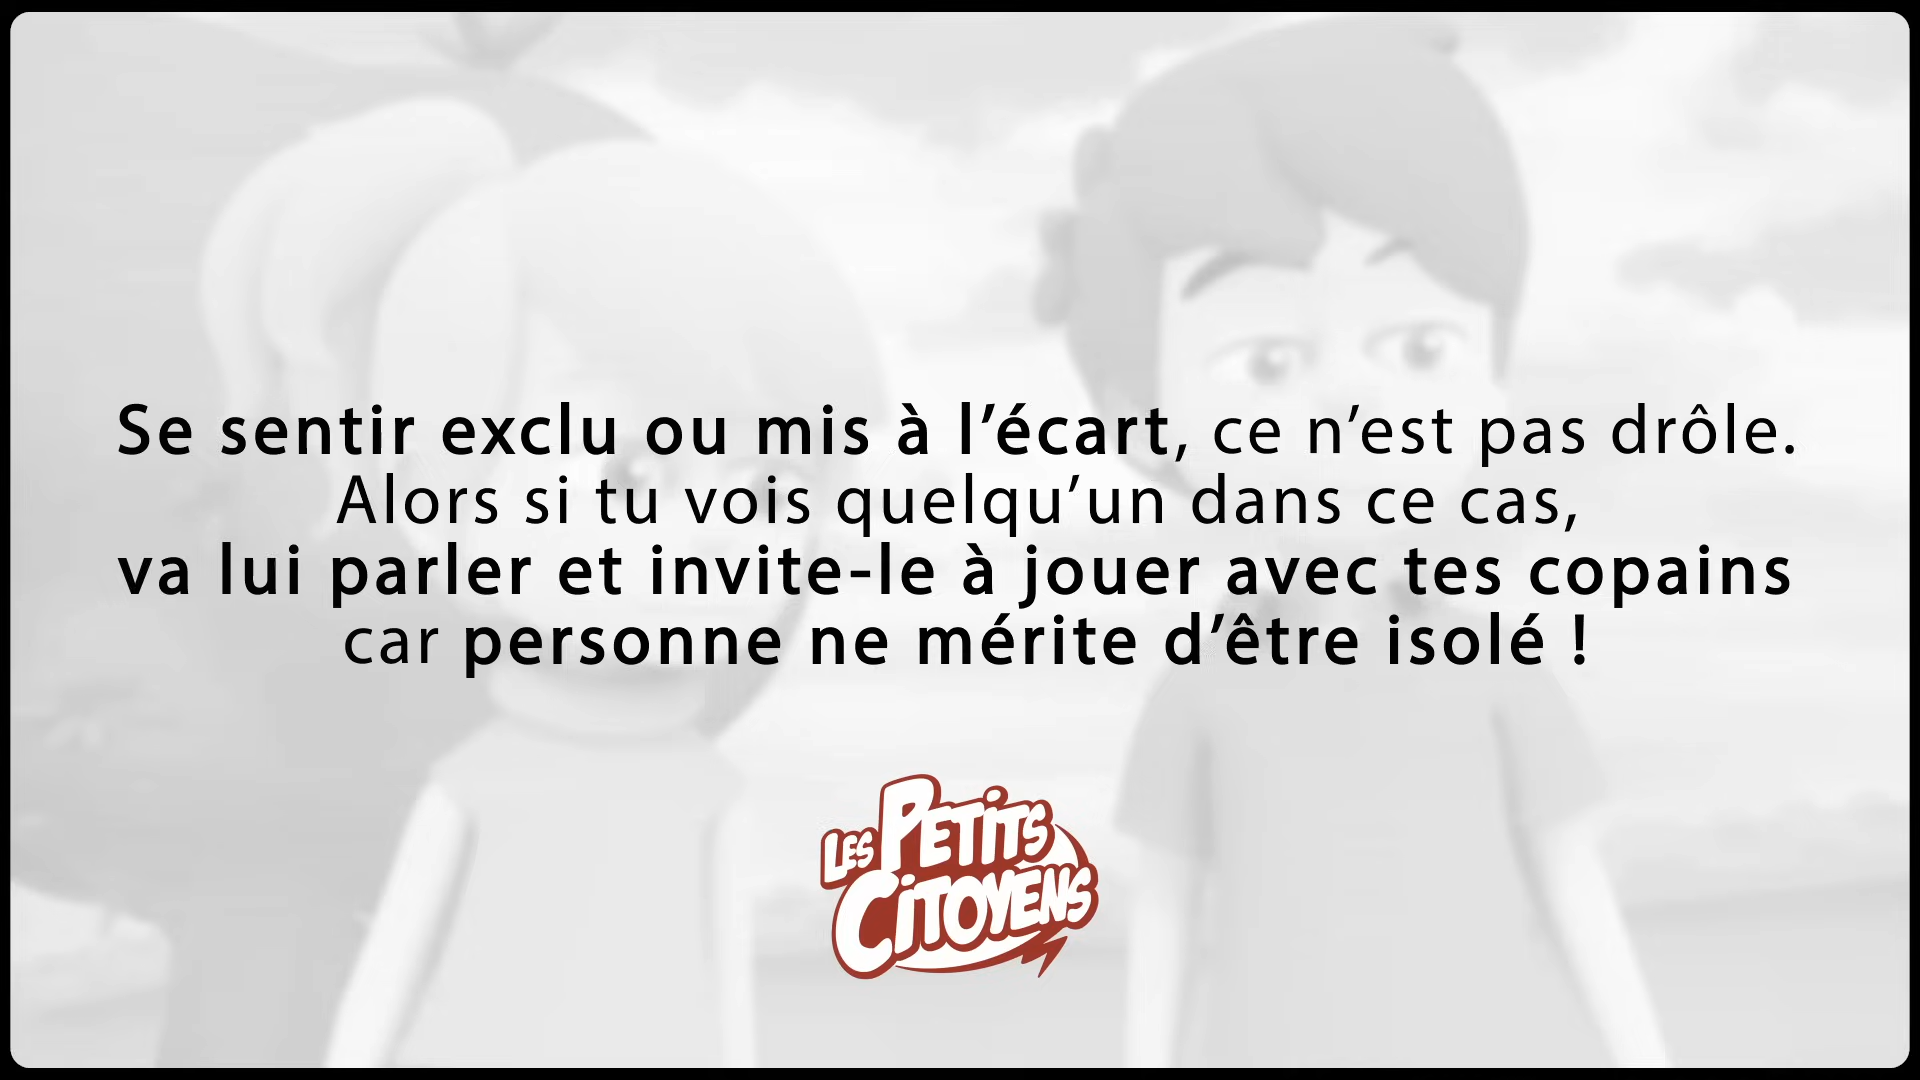 Se sentir exclu ou mis à l’écart, ce n’est pas drôle.
Alors si tu vois quelqu’un dans ce cas,
va lui parler et invite-le à jouer avec tes copains
car personne ne mérite d’être isolé !
LES PETITS
CITOYENS